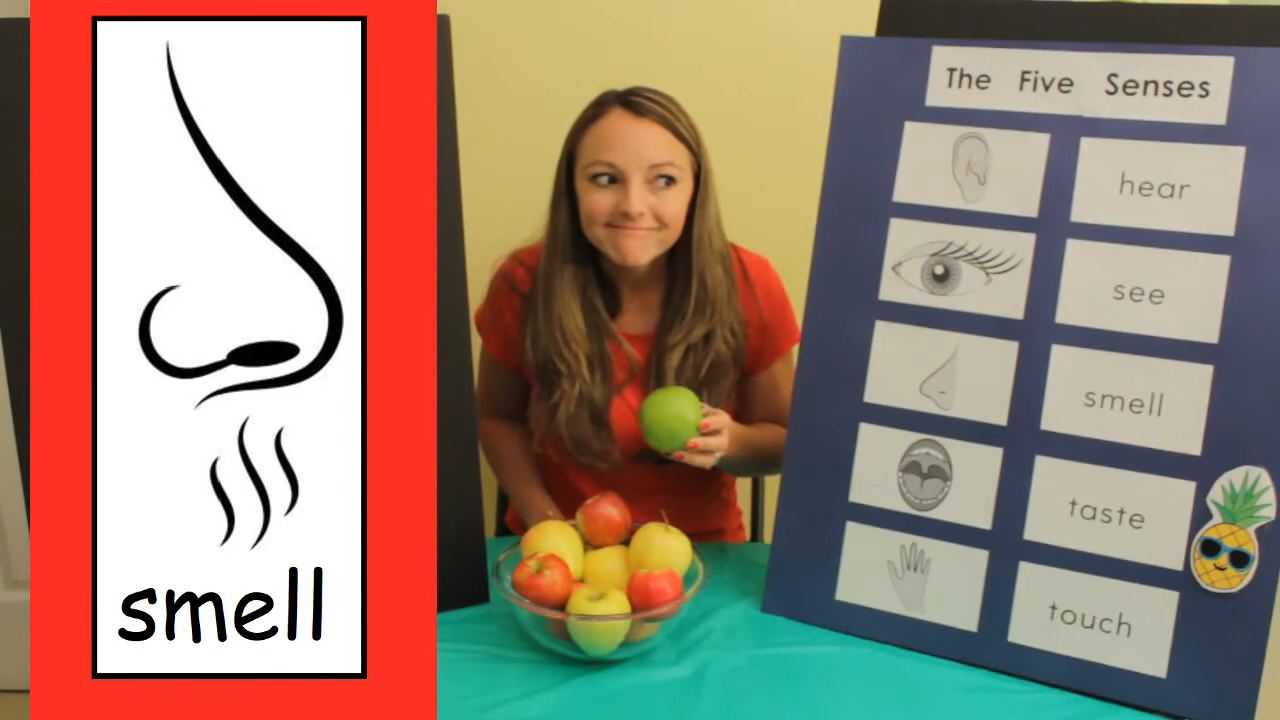 smell
The Five Senses
hear
see
smell
taste
touch